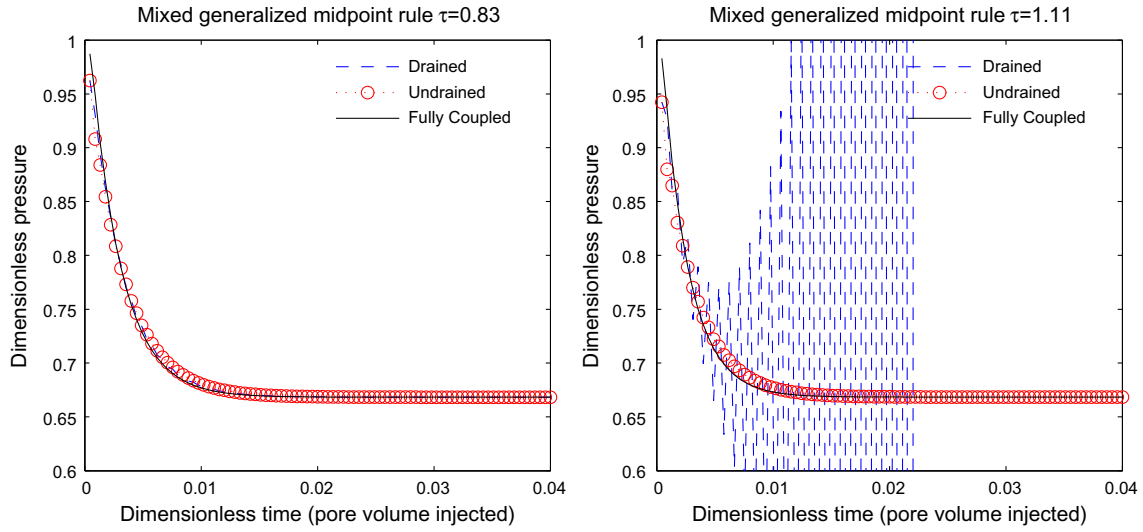 Mixed generalized midpoint rule τ=0.83
Dimensionless pressure
1
0.95
0.9
0.85
0.8
0.75
0.7
0.65
0.6
Drained
Undrained
Fully Coupled
0
0.01
0.02
0.03
0.04
Dimensionless time (pore volume injected)
Mixed generalized midpoint rule τ=1.11
Dimensionless pressure
1
0.95
0.9
0.85
0.8
0.75
0.7
0.65
0.6
Drained
Undrained
Fully Coupled
0
0.01
0.02
0.03
0.04
Dimensionless time (pore volume injected)